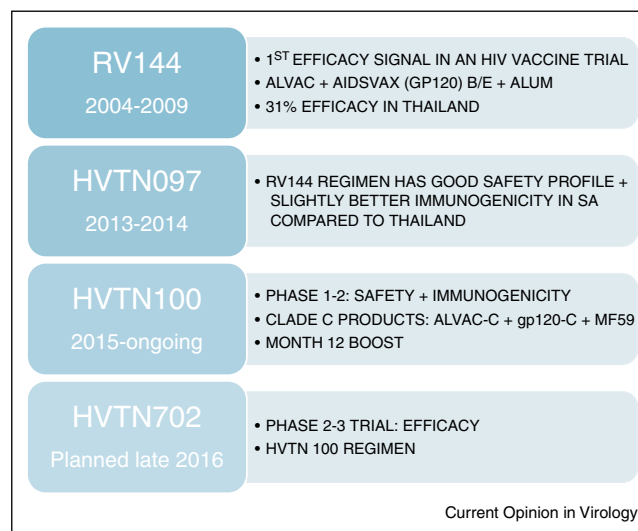 RV144
2004-2009
• 1ST EFFICACY SIGNAL IN AN HIV VACCINE TRIAL
• ALVAC + AIDSVAX (GP120) B/E + ALUM
• 31% EFFICACY IN THAILAND
HVTN097
2013-2014
• RV144 REGIMEN HAS GOOD SAFETY PROFILE +
SLIGHTLY BETTER IMMUNOGENICITY IN SA
COMPARED TO THAILAND
HVTN100
2015-ongoing
• PHASE 1-2: SAFETY + IMMUNOGENICITY
• CLADE C PRODUCTS: ALVAC-C + gp120-C + MF59
• MONTH 12 BOOST
HVTN702
Planned late 2016
• PHASE 2-3 TRIAL: EFFICACY
• HVTN 100 REGIMEN
Current Opinion in Virology